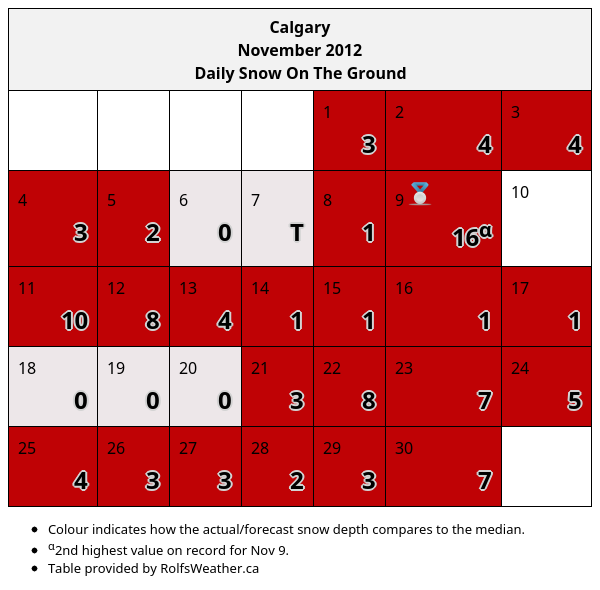 Calgary
November 2012
Daily Snow On The Ground
1 2 3
3 4 4
4 5 6 7 8 9 10
3 2 0 T 1 16α
11 12 13 14 15 16 17
10 8 4 1 1 1 1
18 19 20 21 22 23 24
0 0 0 3 8 7 5
25 26 27 28 29 30
4 3 3 2 3 7
Colour indicates how the actual/forecast snow depth compares to the median.
α2nd highest value on record for Nov 9.
Table provided by RolfsWeather.ca